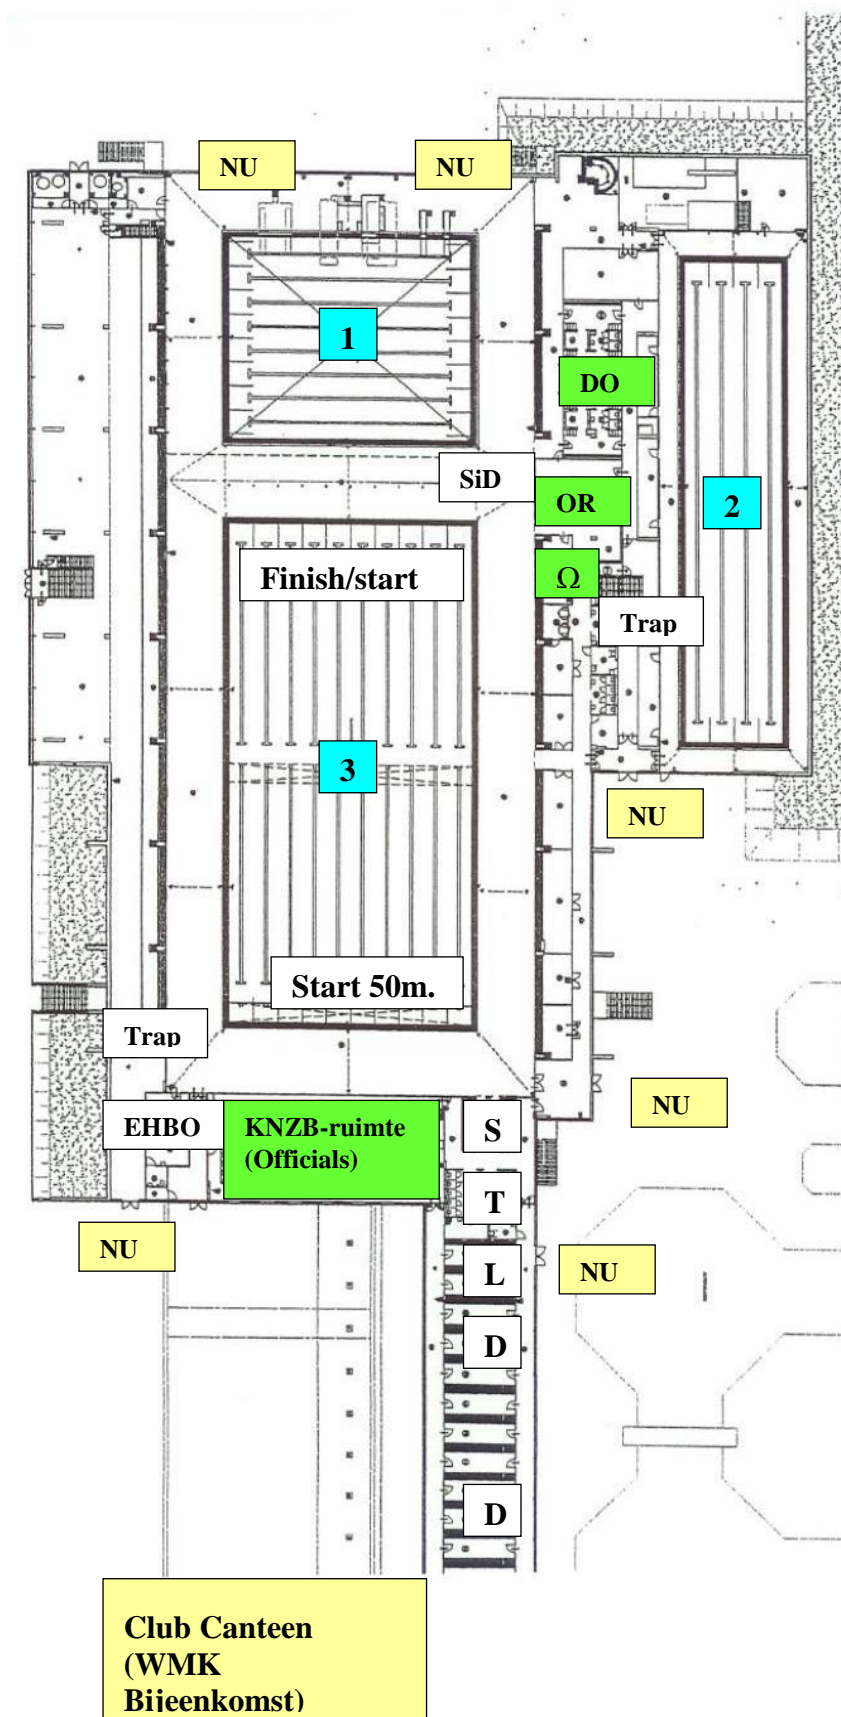 NU
NU
1
DO
SiD
OR
2
Finish/start
Ω
Trap
3
NU
Start 50m.
Trap
NU
EHBO
KNZB-ruimte
(Officials)
S
T
NU
L
NU
D
D
Club Canteen
(WMK
Bijeenkomst)